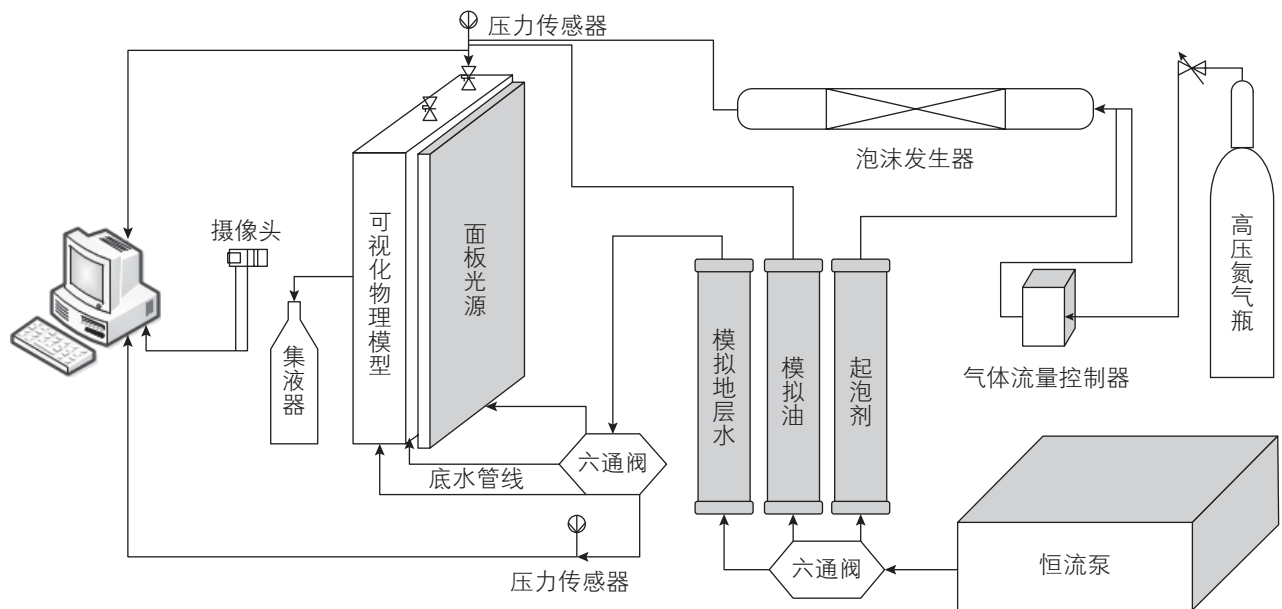 压力传感器
泡沫发生器
高压氮气瓶
摄像头
可视化物理模型
面板光源
集液器
模拟地层水
模拟油
起泡剂
气体流量控制器
六通阀
底水管线
压力传感器
六通阀
恒流泵